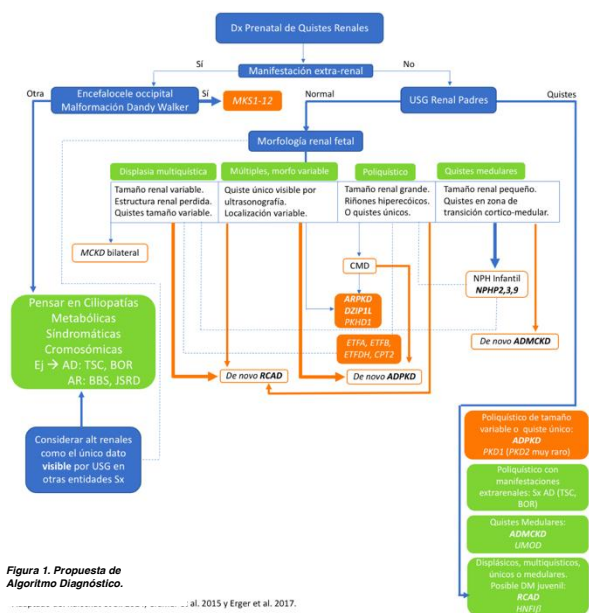 Dx Prenatal de Quistes Renales
Sí
Manifestación extra-renal
No
Otra
Encefalocele occipital
Malformación Dandy Walker
Sí
MKS1-12
Normal
USG Renal Padres
Quistes
Morfología renal fetal
Displasia multiquística
Múltiples, morfo variable
Poliquístico
Quistes medulares
Tamaño renal variable.
Estructura renal perdida.
Quistes tamaño variable.
Quiste único visible por
ultrasonografía.
Localización variable.
Tamaño renal grande.
Riñones hiperecóicos.
O quistes únicos.
Tamaño renal pequeño.
Quistes en zona de
transición cortico-medular.
MCKD bilateral
CMD
NPH Infantil
NPHP2,3,9
ARPKD
DZIP1L
PKHD1
ETFA, ETFB,
ETFDH, CPT2
De novo ADMCKD
De novo RCAD
De novo ADPKD
Pensar en Ciliopatías
Metabólicas
Sindromáticas
Cromosómicas
Ej → AD: TSC, BOR
AR: BBS, JSRD
Considerar alt renales
como el único dato
visible por USG en
otras entidades Sx
Poliquístico de tamaño
variable o quiste único:
ADPKD
PKD1 (PKD2 muy raro)
Poliquístico con
manifestaciones
extrarenales: Sx AD (TSC,
BOR)
Quistes Medulares:
ADMCKD
UMOD
Displásicos, multiquísticos,
únicos o medulares.
Posible DM juvenil:
RCAD
HNFIβ
Figura 1. Propuesta de
Algoritmo Diagnóstico.
et al. 2015 y Erger et al. 2017.